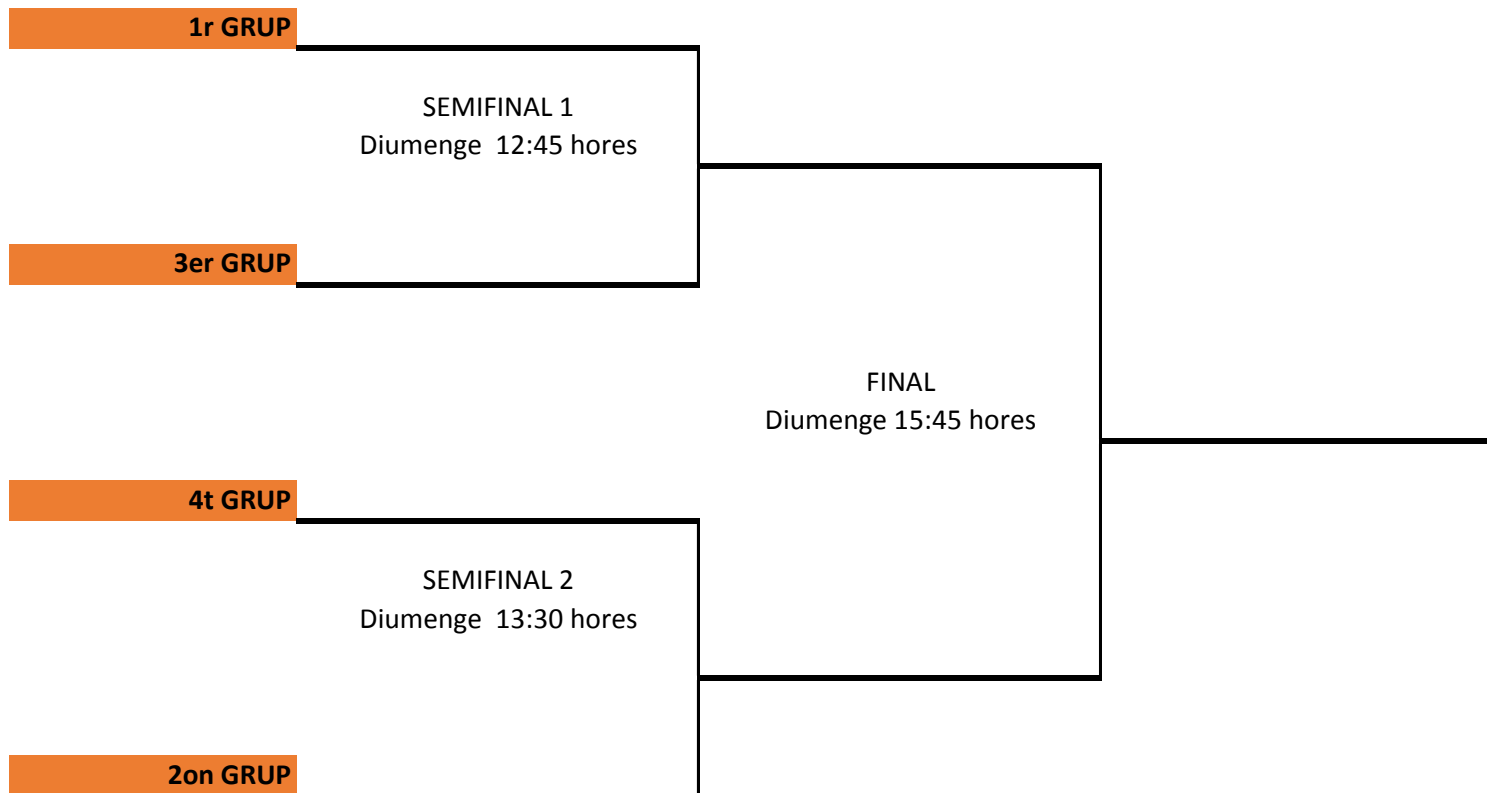 1r GRUP
SEMIFINAL 1
Diumenge  12:45 hores
3er GRUP
FINAL
Diumenge 15:45 hores
4t GRUP
SEMIFINAL 2
Diumenge  13:30 hores
2on GRUP